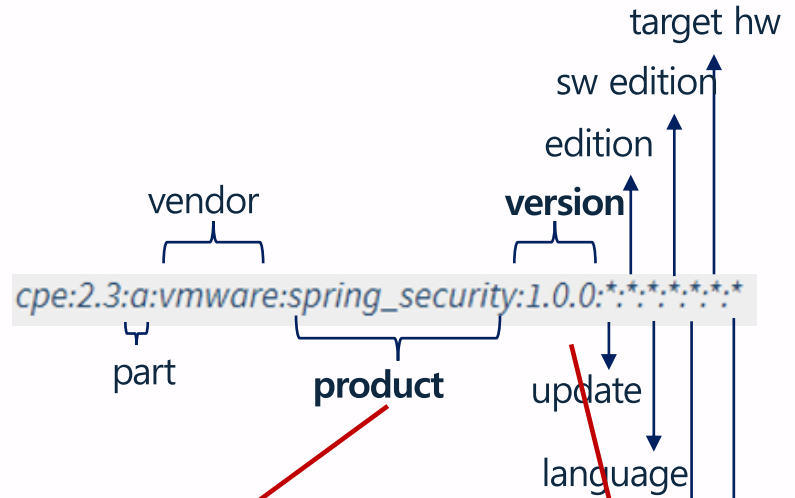 target hw
sw edition
edition
vendor
version
cpe:2.3:a:vmware:spring_security:1.0.0:*:*:*:*:*:*:*
part
product
update
language